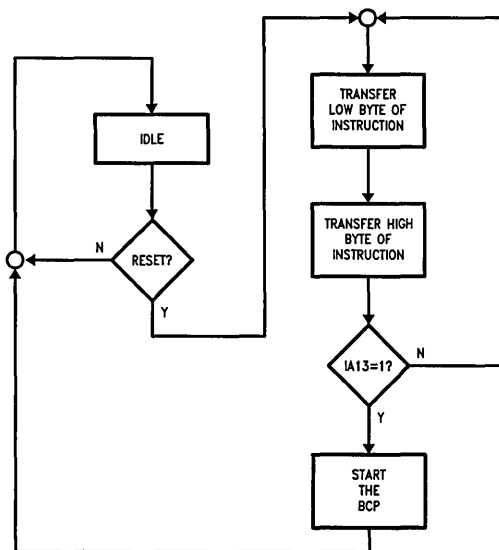 IDLE
RESET?
N
Y
TRANSFER
LOW BYTE OF
INSTRUCTION
TRANSFER HIGH
BYTE OF
INSTRUCTION
IA13=1?
N
Y
START
THE
BCP